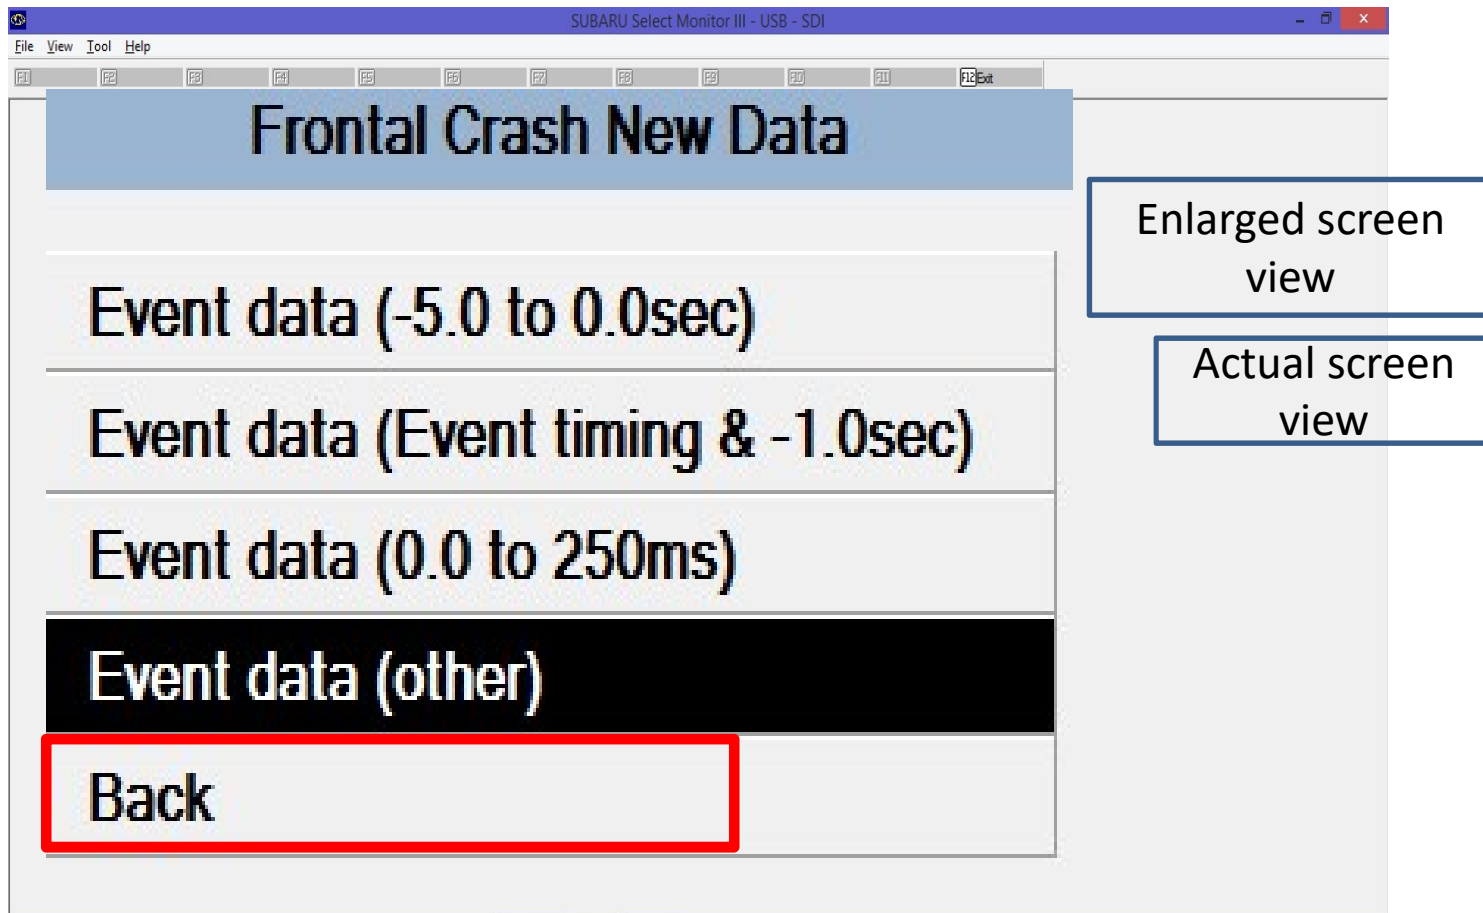 SUBARU Select Monitor III - USB - SDI
File View Tool Help
F1 F2 F3 F4 F5 F6 F7 F8 F9 F10 F11 F12 Exit
Frontal Crash New Data
Enlarged screen
view
Event data (-5.0 to 0.0sec)
Actual screen
view
Event data (Event timing & -1.0sec)
Event data (0.0 to 250ms)
Event data (other)
Back